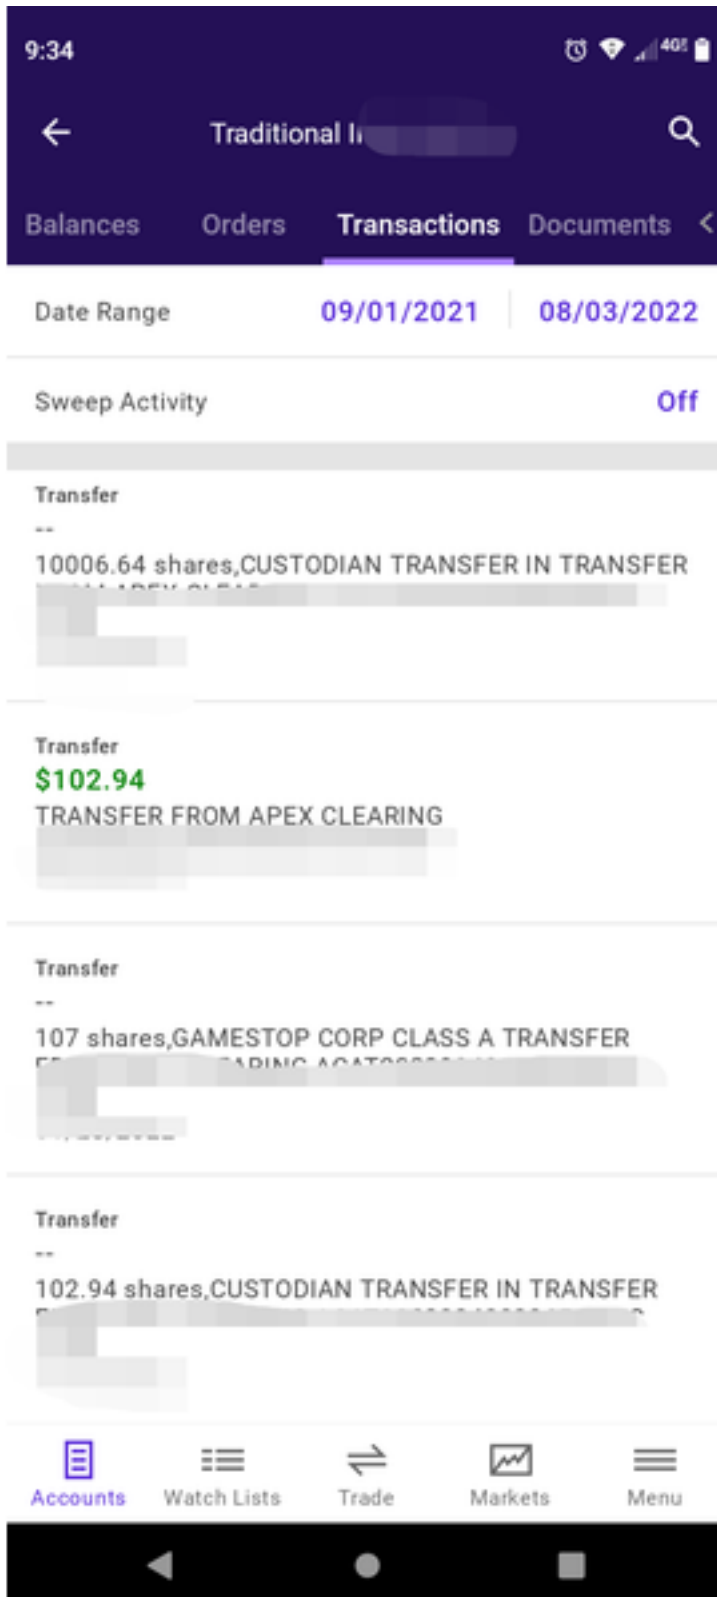 9:34
4G
Traditional
Balances Orders Transactions Documents <
Date Range 09/01/2021 08/03/2022
Sweep Activity Off
Transfer
--
10006.64 shares,CUSTODIAN TRANSFER IN TRANSFER
Transfer
$102.94
TRANSFER FROM APEX CLEARING
Transfer
--
107 shares,GAMESTOP CORP CLASS A TRANSFER
Transfer
--
102.94 shares,CUSTODIAN TRANSFER IN TRANSFER
Accounts Watch Lists Trade Markets Menu